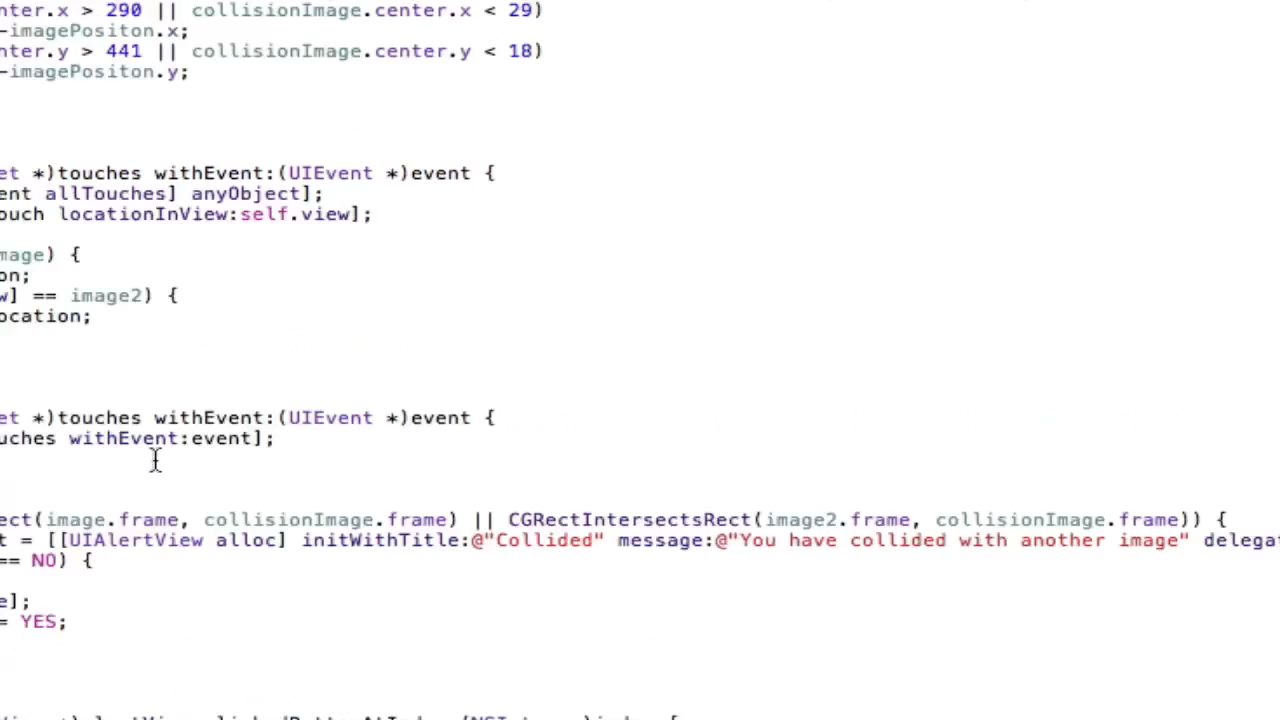 nter.x > 290 || collisionImage.center.x < 29)
-imagePositon.x;
nter.y > 441 || collisionImage.center.y < 18)
-imagePositon.y;
et *)touches withEvent:(UIEvent *)event {
ent allTouches] anyObject];
ouch locationInView:self.view];
mage) {
on;
w] == image2) {
ocation;
et *)touches withEvent:(UIEvent *)event {
uches withEvent:event];
ect(image.frame, collisionImage.frame) || CGRectIntersectsRect(image2.frame, collisionImage.frame)) {
t = [[UIAlertView alloc] initWithTitle:@"Collided" message:@"You have collided with another image" delegat
== NO) {
e];
= YES;